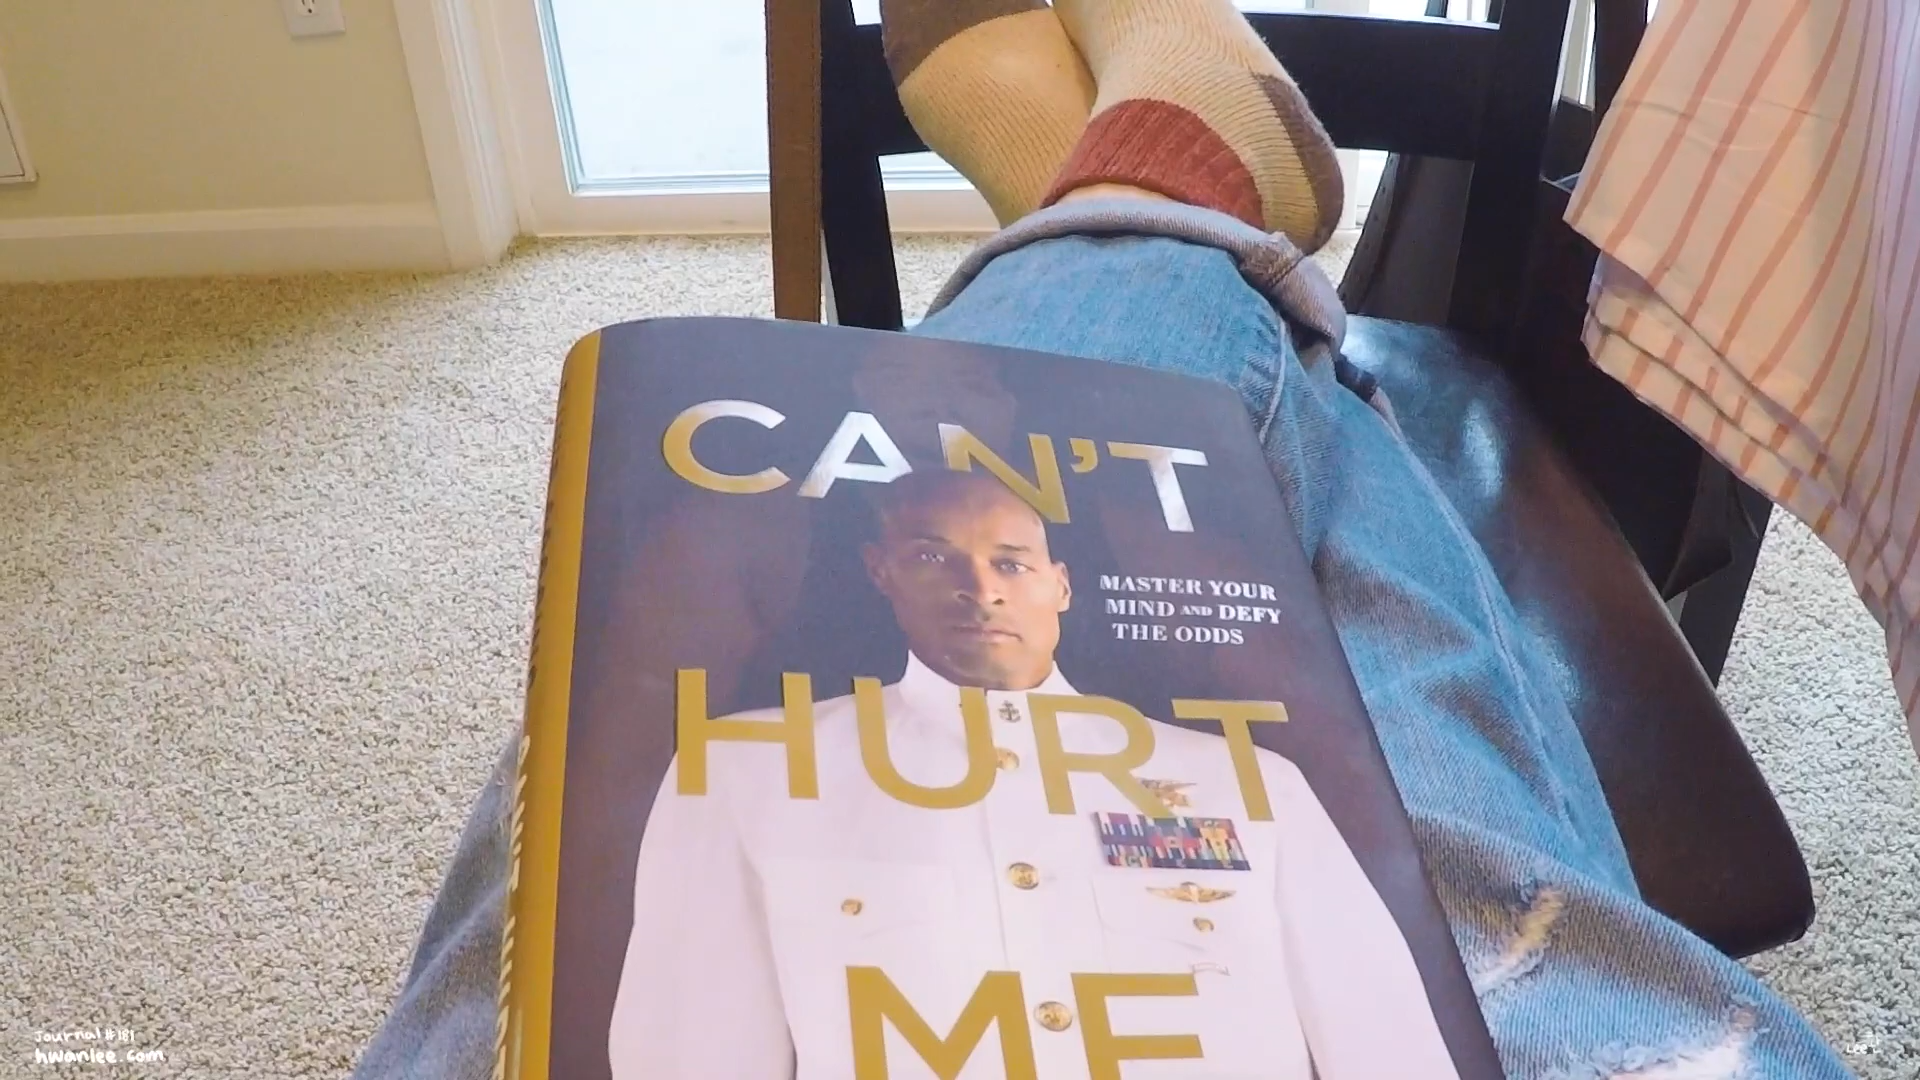 CAN'T
MASTER YOUR
MIND AND DEFY
THE ODDS
HURT
ME
Journal #181
hwanlee.com